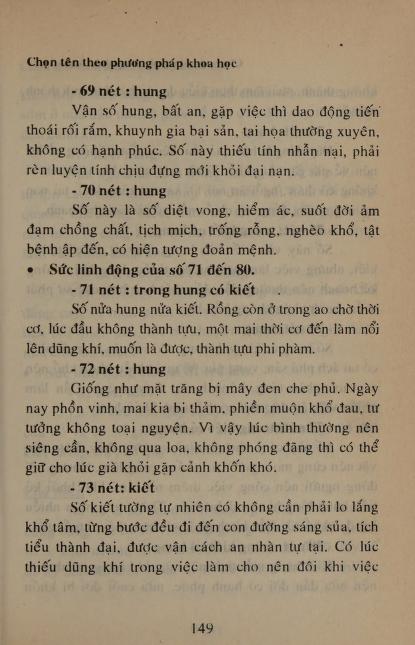 Chọn tên theo phương pháp khoa học
- 69 nét : hung
Vận số hung, bất an, gặp việc thì dao động tiến
thoái rối rắm, khuynh gia bại sản, tai họa thường xuyên,
không có hạnh phúc. Số này thiếu tính nhẫn nại, phải
rèn luyện tính chịu đựng mới khỏi đại nạn.
- 70 nét : hung
Số này là số diệt vong, hiểm ác, suốt đời ảm
đạm chồng chất, tịch mịch, trống rỗng, nghèo khổ, tật
bệnh ập đến, có hiện tượng đoản mệnh.
• Sức linh động của số 71 đến 80.
- 71 nét : trong hung có kiết
Số nửa hung nửa kiết. Rồng còn ở trong ao chờ thời
cơ, lúc đầu không thành tựu, một mai thời cơ đến làm nổi
lên dũng khí, muốn là được, thành tựu phi phàm.
- 72 nét : hung
Giống như mặt trăng bị mây đen che phủ. Ngày
nay phồn vinh, mai kia bi thảm, phiền muộn khổ đau, tư
tưởng không toại nguyện. Vì vậy lúc bình thường nên
siêng cần, không qua loa, không phóng đãng thì có thể
giữ cho lúc già khỏi gặp cảnh khốn khó.
- 73 nét: kiết
Số kiết tường tự nhiên có không cần phải lo lắng
khổ tâm, từng bước đều đi đến con đường sáng sủa, tích
tiểu thành đại, được vận cách an nhàn tự tại. Có lúc
thiếu dũng khí trong việc làm cho nên đôi khi việc
149